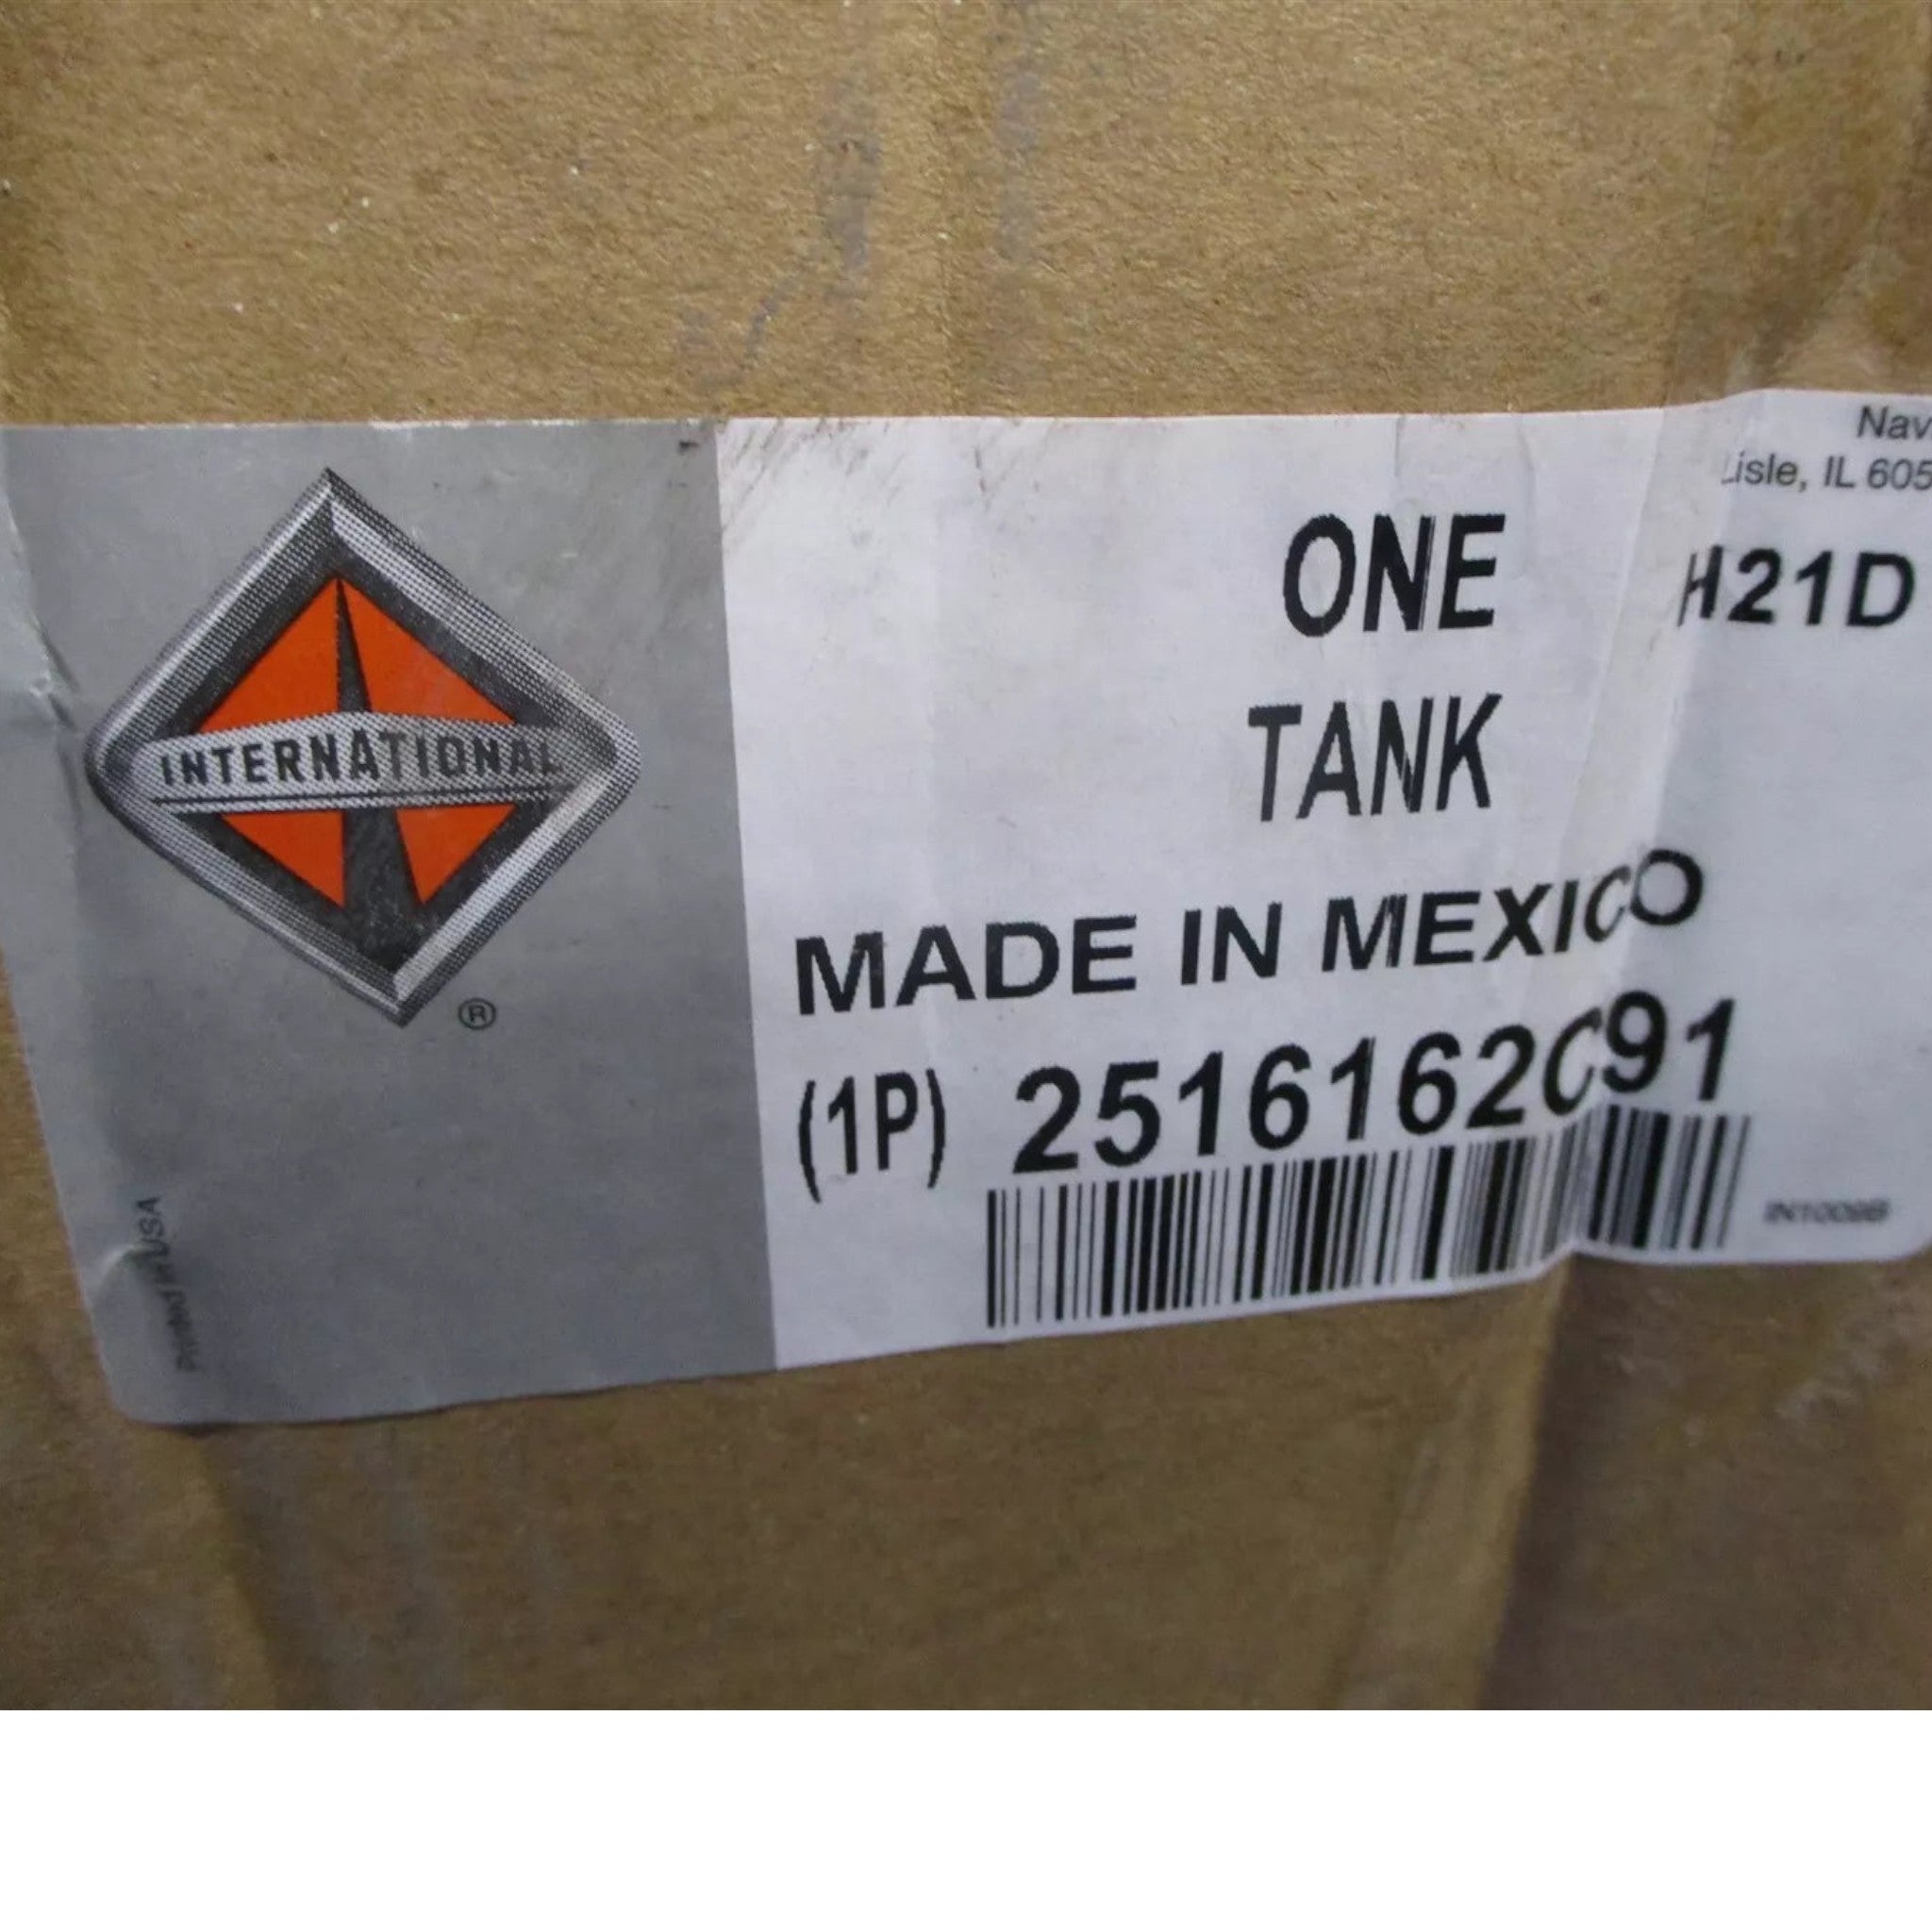 Nav
Lisle, IL 605
ONE H21D
TANK
INTERNATIONAL
®
MADE IN MEXICO
(1P) 2516162C91